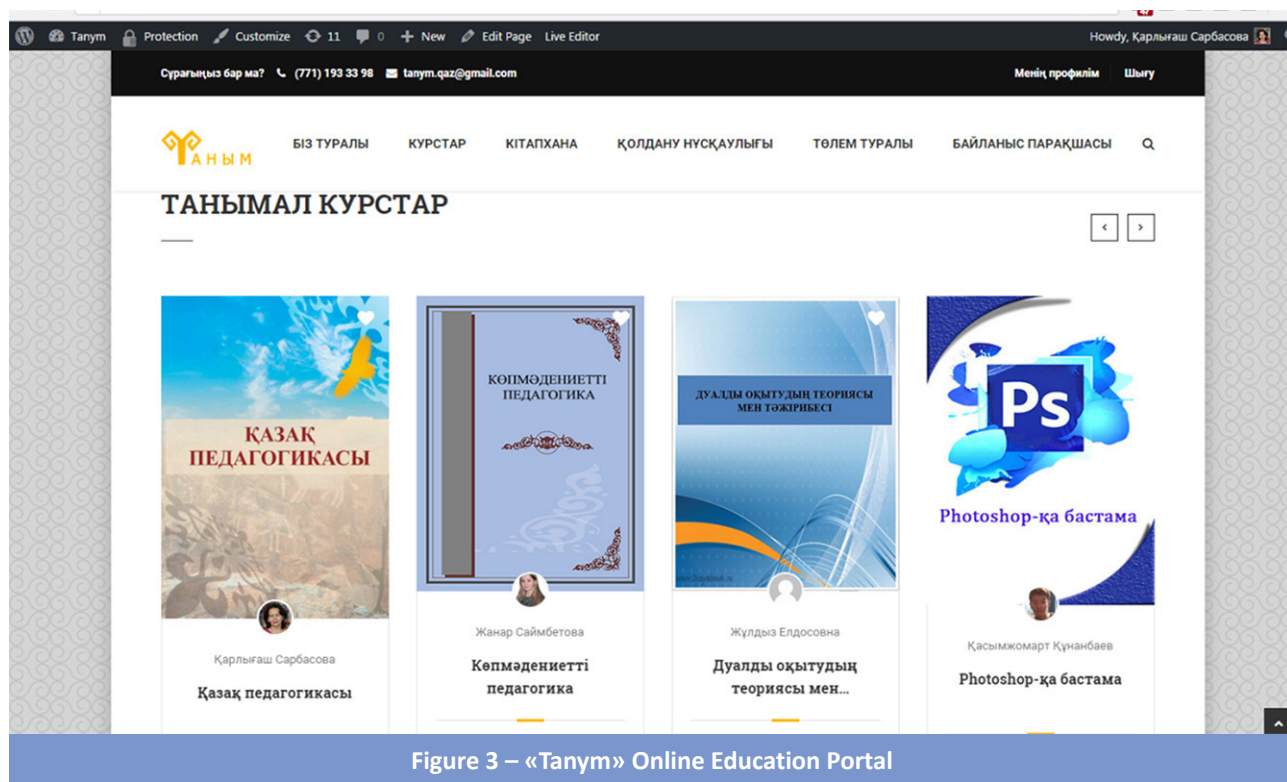 Tanym Protection Customize 11 0 New Edit Page Live Editor Howdy, Қарлығаш Сарбасова
Сұрағыңыз бар ма? (771) 193 33 98 tanym.qaz@gmail.com Менің профилім Шығу
ТАНЫМ БІЗ ТУРАЛЫ КУРСТАР КІТАПХАНА ҚОЛДАНУ НҰСҚАУЛЫҒЫ ТӨЛЕМ ТУРАЛЫ БАЙЛАНЫС ПАРАҚШАСЫ
ТАНЫМАЛ КУРСТАР
ҚАЗАҚ
ПЕДАГОГИКАСЫ
Қарлығаш Сарбасова
Қазақ педагогикасы
КӨПМӘДЕНИЕТТІ
ПЕДАГОГИКА
Жанар Саймбетова
Көпмәдениетті
педагогика
ДУАЛДЫ ОҚЫТУДЫҢ ТЕОРИЯСЫ
МЕН ТӘЖІРИБЕСІ
Жұлдыз Елдосовна
Дуалды оқытудың
теориясы мен...
Ps
Photoshop-қа бастама
Қасымжомарт Құнанбаев
Photoshop-қа бастама
Figure 3 – «Tanym» Online Education Portal